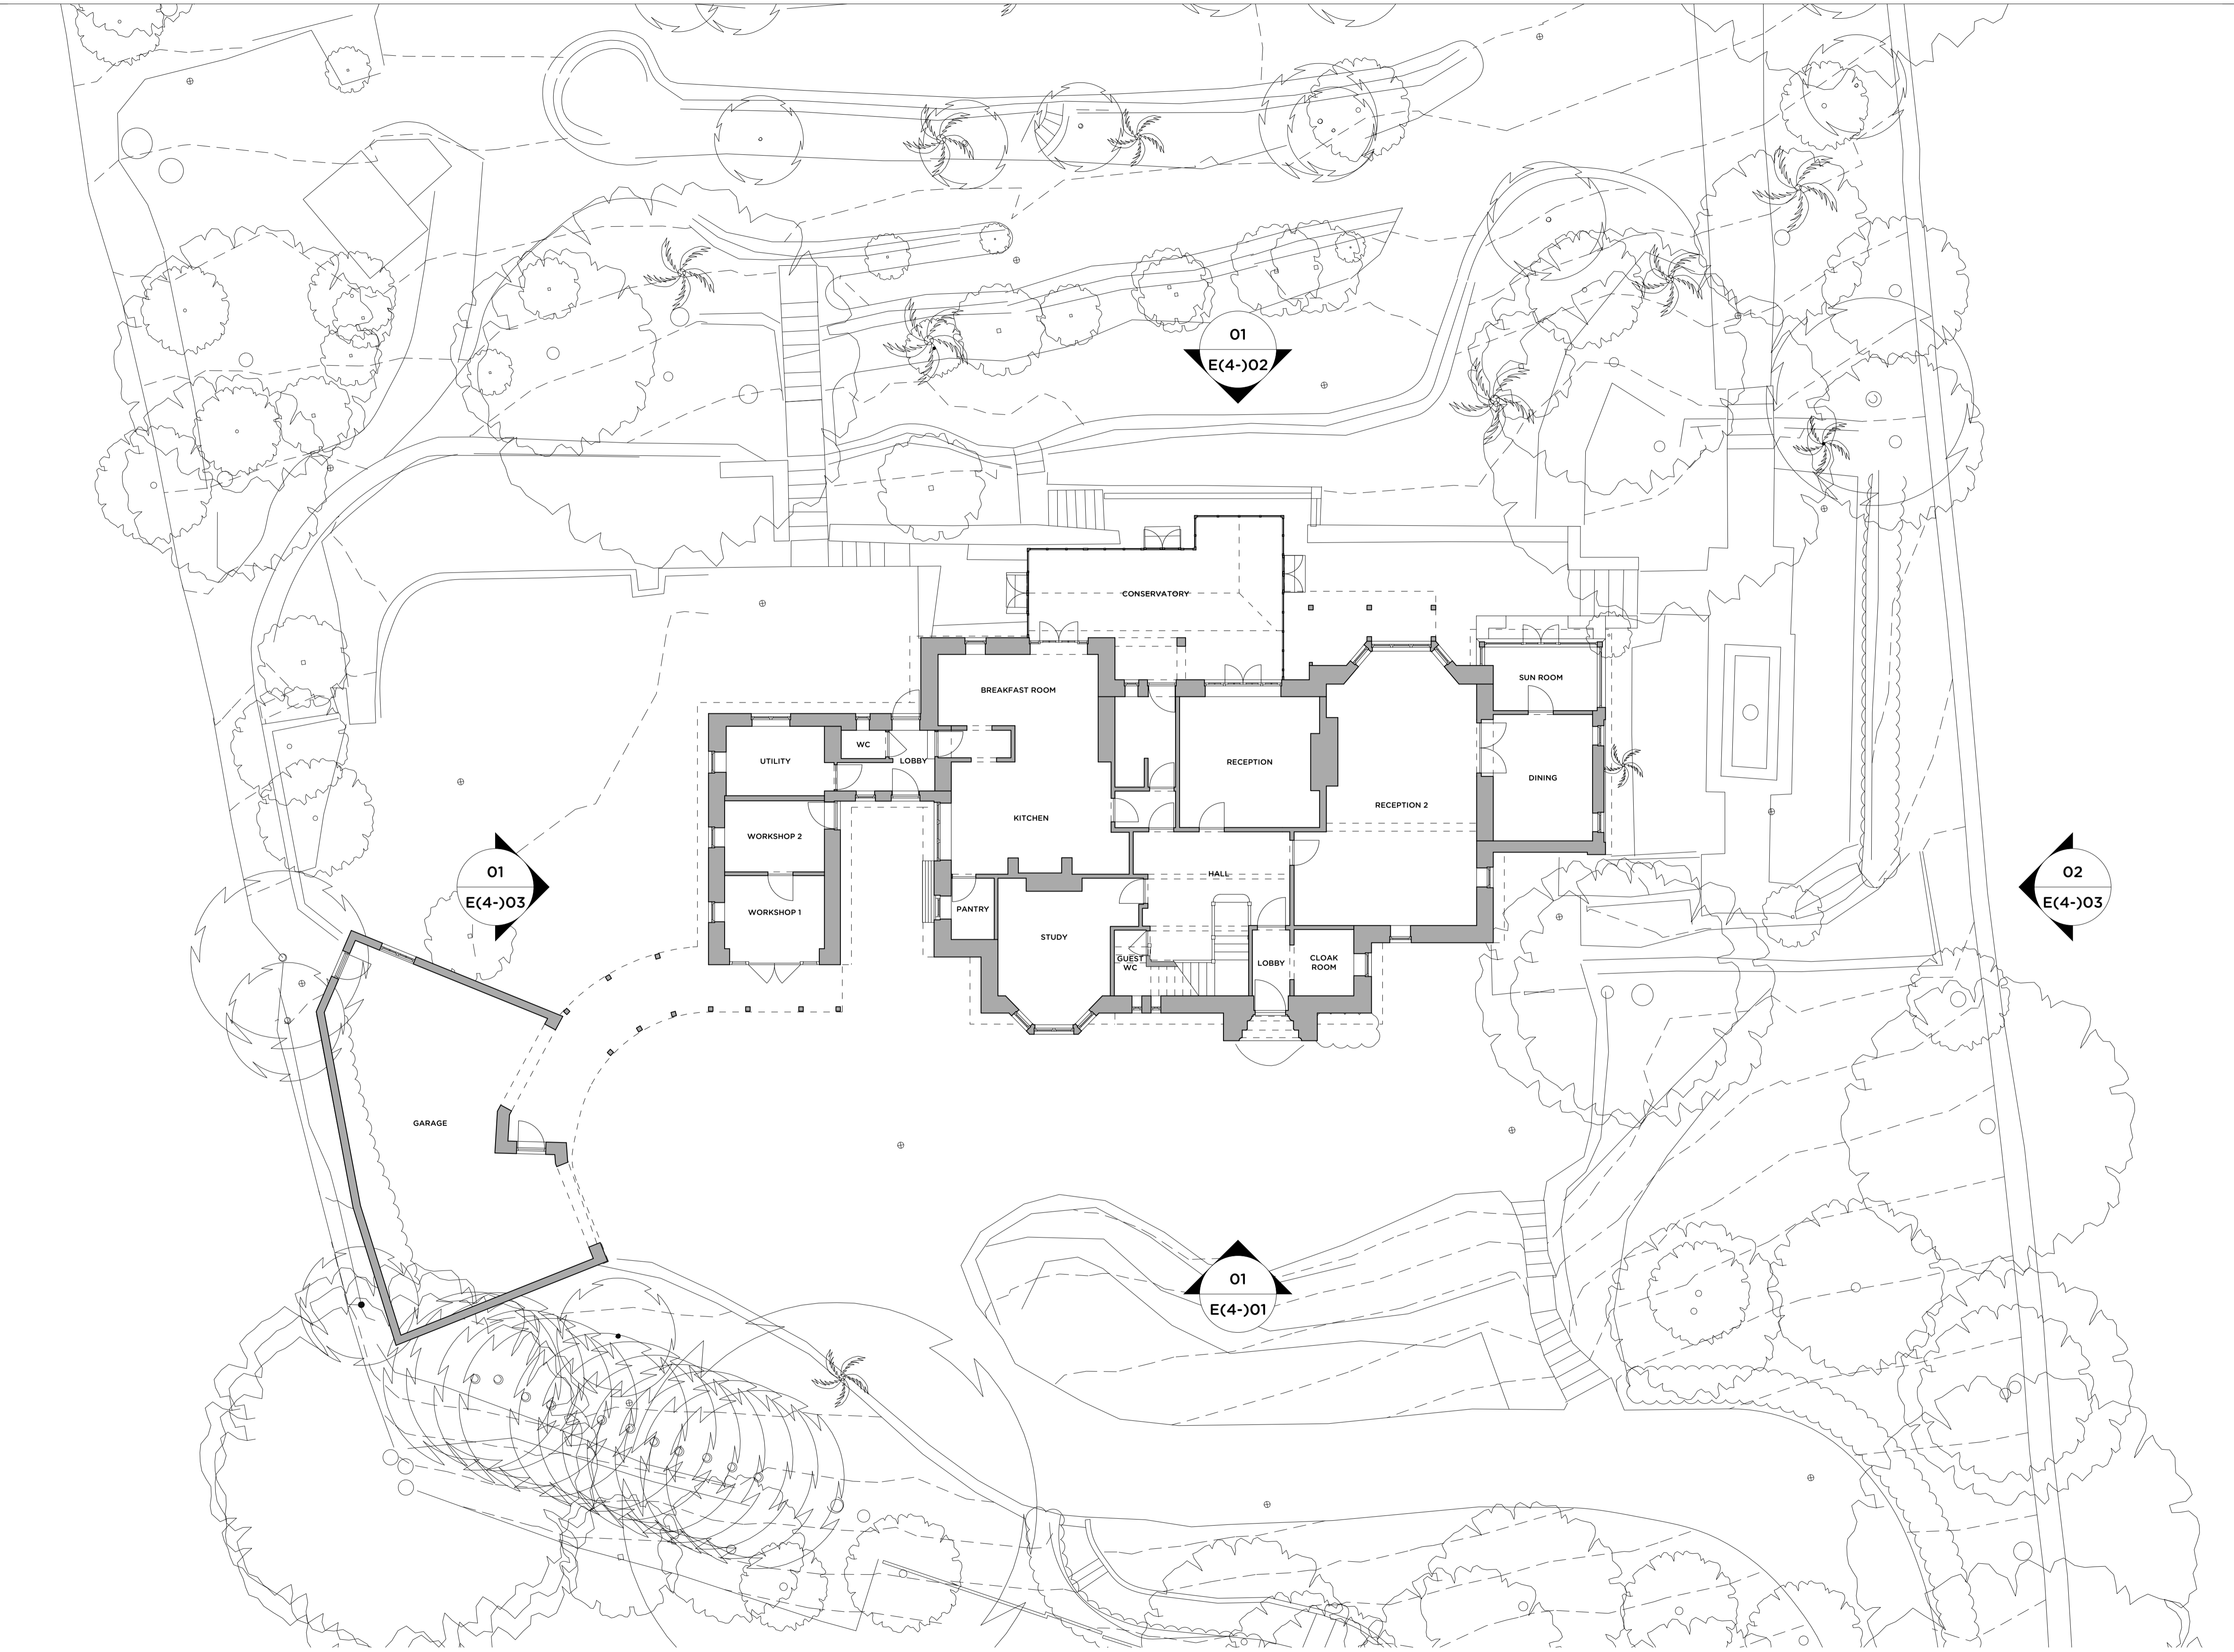 01
E(4-)02
CONSERVATORY
SUN ROOM
BREAKFAST ROOM
WC
LOBBY
UTILITY
RECEPTION
DINING
RECEPTION 2
KITCHEN
WORKSHOP 2
01
E(4-)03
HALL
02
E(4-)03
PANTRY
WORKSHOP 1
STUDY
GUEST
WC
LOBBY
CLOAK
ROOM
GARAGE
01
E(4-)01